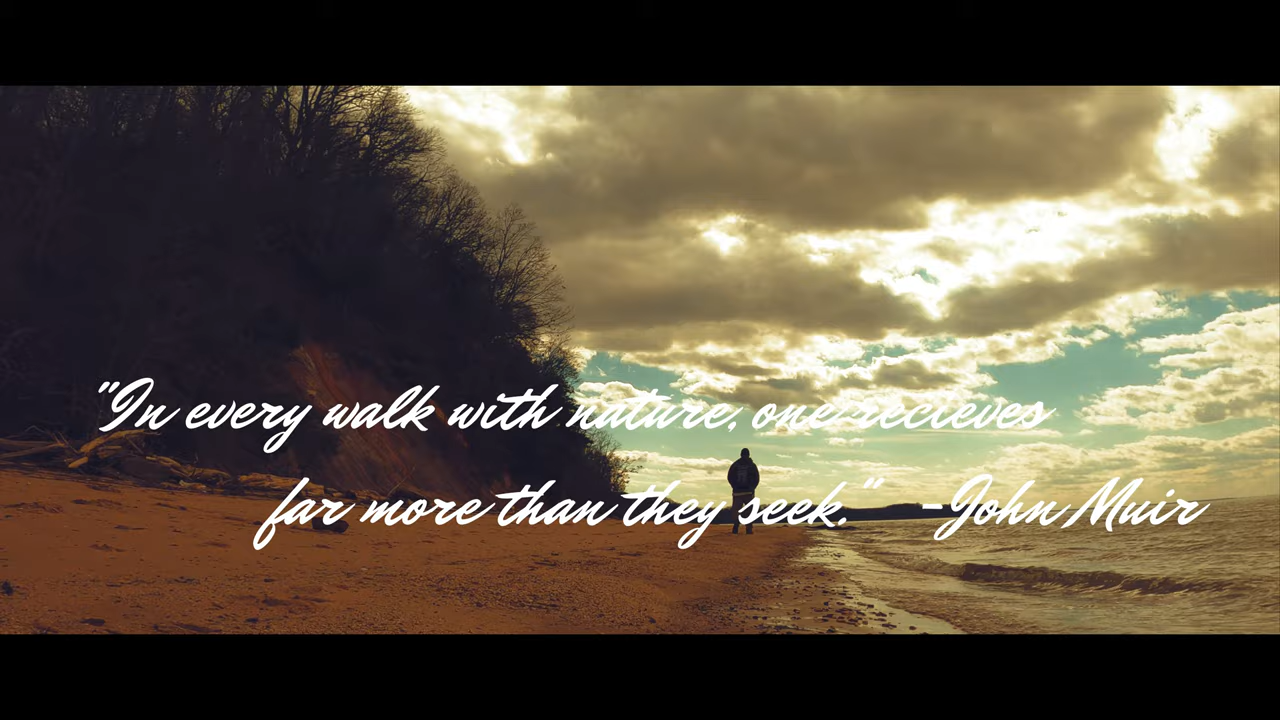 "In every walk with nature, one recieves
far more than they seek." -John Muir